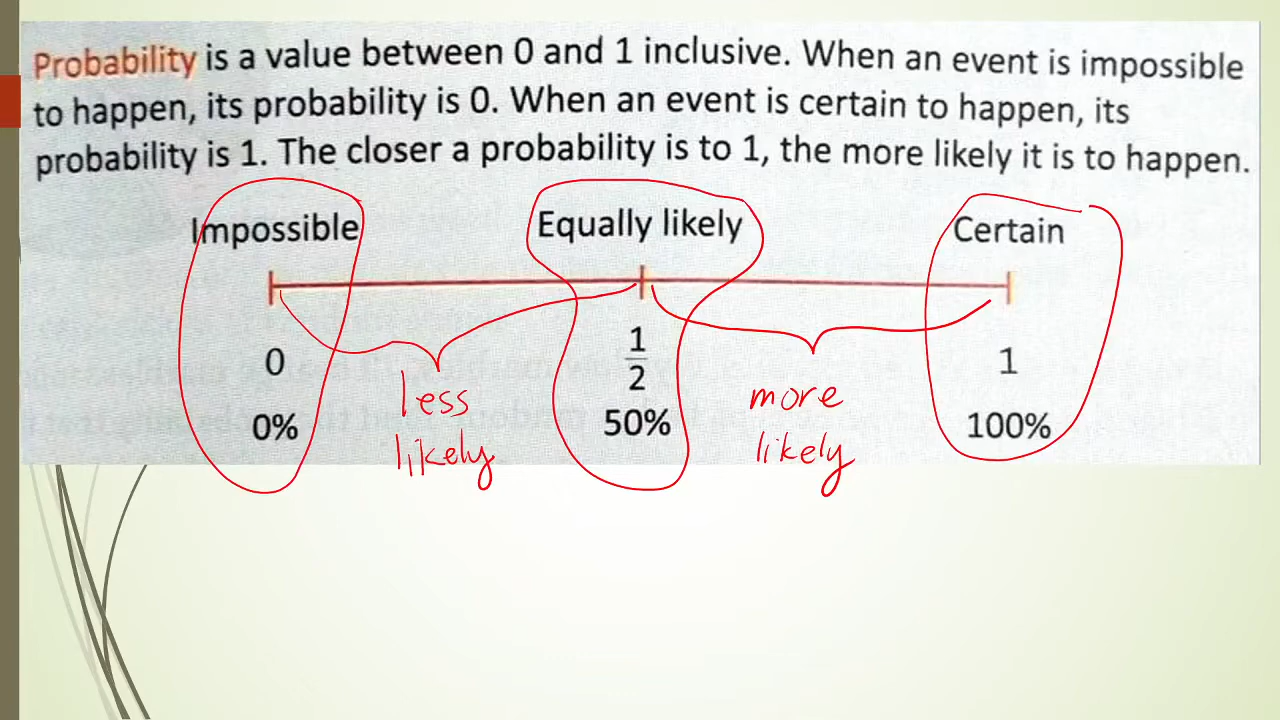 Probability is a value between 0 and 1 inclusive. When an event is impossible
to happen, its probability is 0. When an event is certain to happen, its
probability is 1. The closer a probability is to 1, the more likely it is to happen.
Impossible Equally likely Certain
0 1/2 1
0% 50% 100%
less more
likely likely